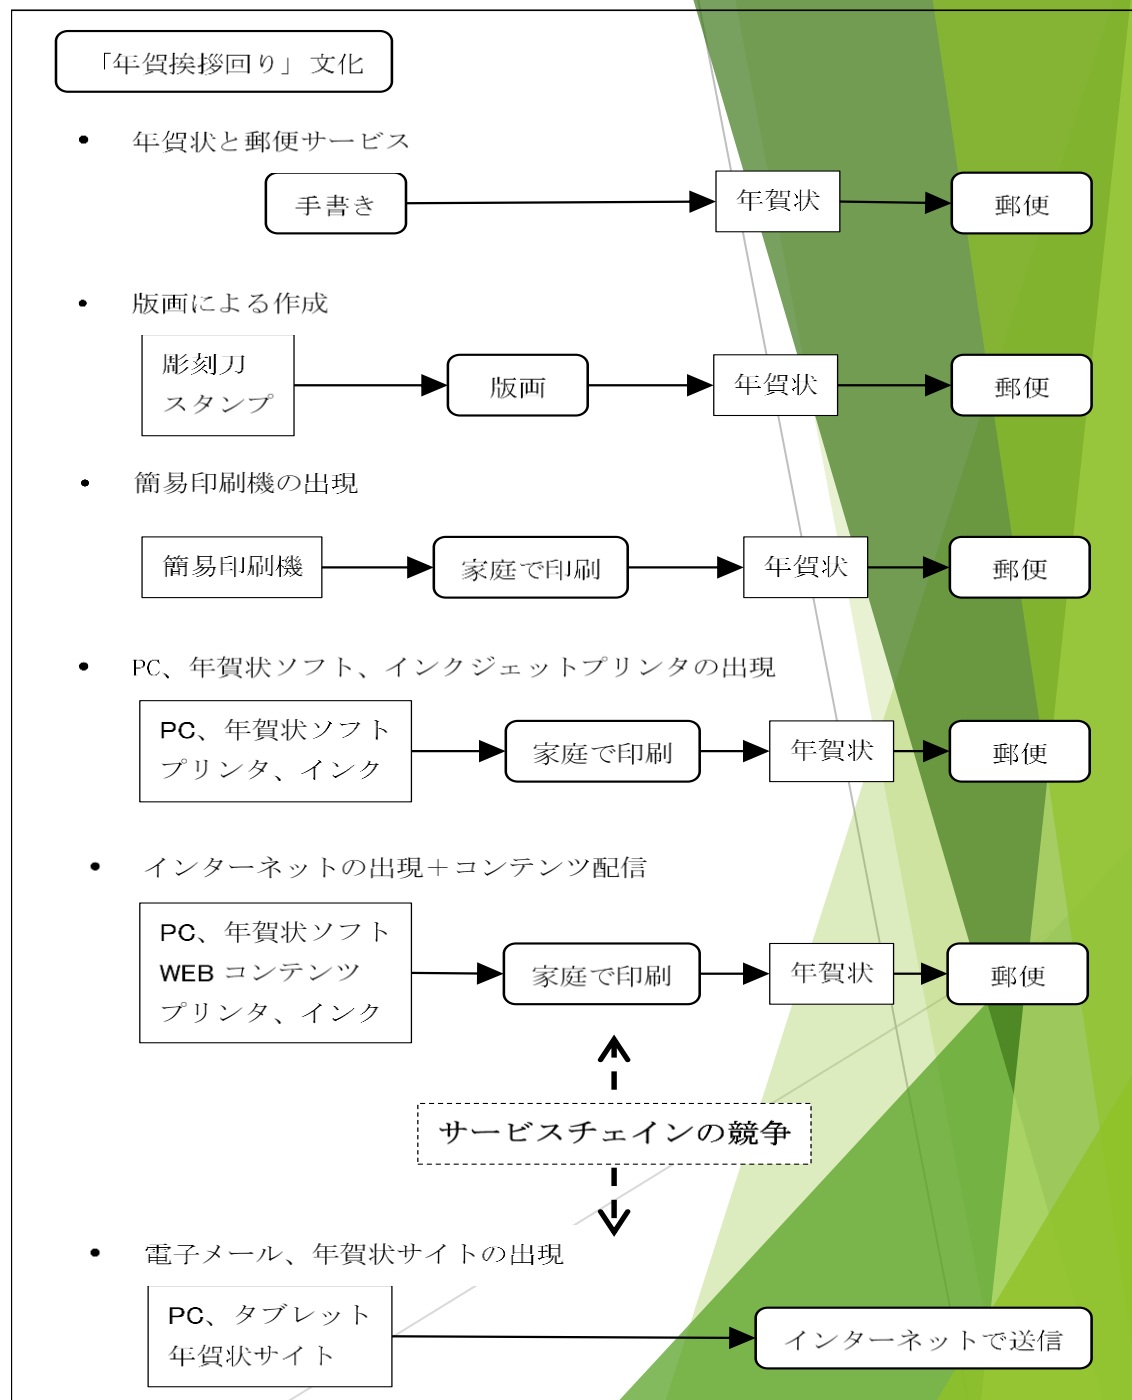 「年賀挨拶回り」文化
• 年賀状と郵便サービス
手書き
年賀状
郵便
• 版画による作成
彫刻刀
スタンプ
版画
年賀状
郵便
• 簡易印刷機の出現
簡易印刷機
家庭で印刷
年賀状
郵便
• PC、年賀状ソフト、インクジェットプリンタの出現
PC、年賀状ソフト
プリンタ、インク
家庭で印刷
年賀状
郵便
• インターネットの出現＋コンテンツ配信
PC、年賀状ソフト
WEB コンテンツ
プリンタ、インク
家庭で印刷
年賀状
郵便
サービスチェインの競争
• 電子メール、年賀状サイトの出現
PC、タブレット
年賀状サイト
インターネットで送信